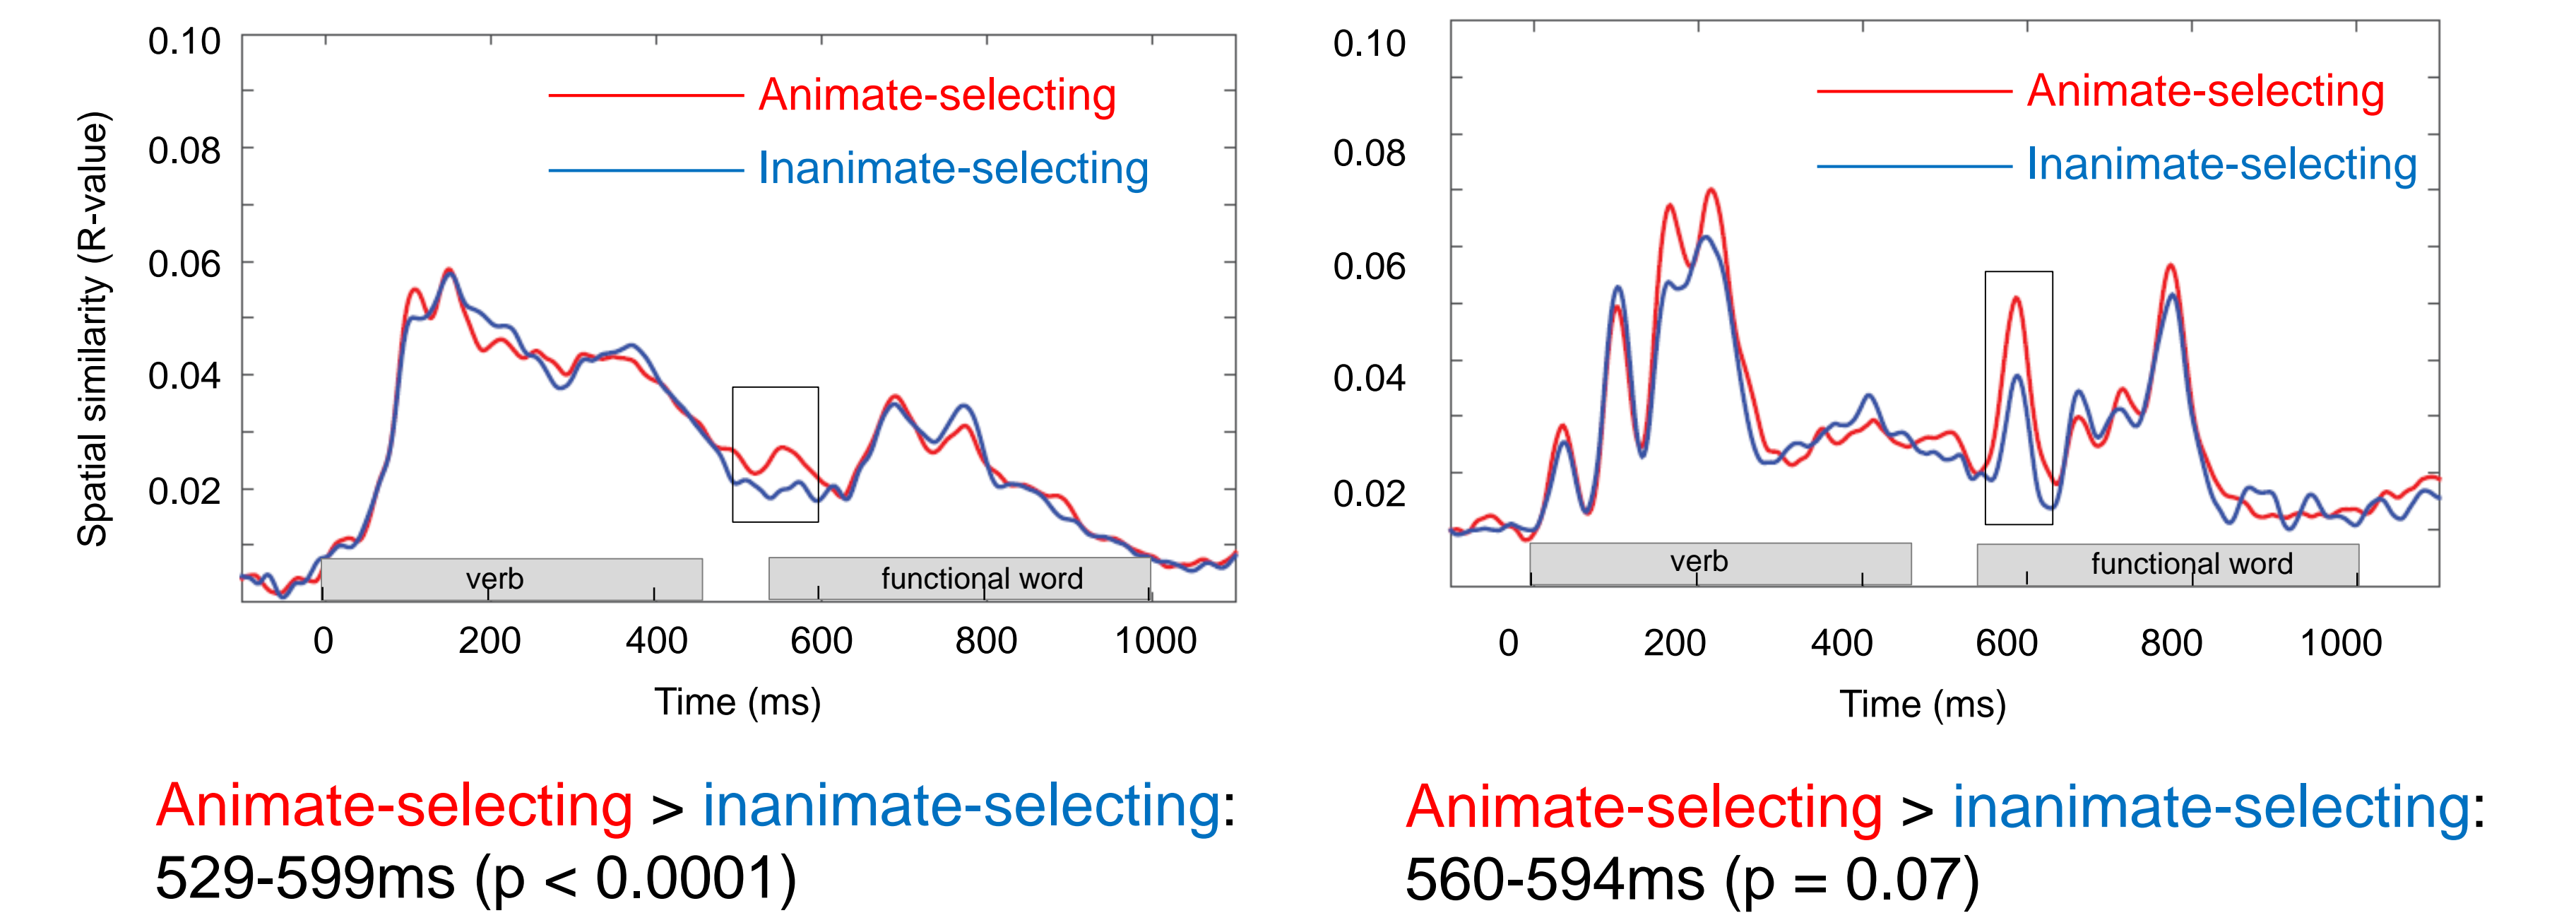 Spatial similarity (R-value)
0.10
0.08
0.06
0.04
0.02
Animate-selecting
Inanimate-selecting
verb
functional word
0 200 400 600 800 1000
Time (ms)
Animate-selecting > inanimate-selecting:
529-599ms (p < 0.0001)
0.10
0.08
0.06
0.04
0.02
Animate-selecting
Inanimate-selecting
verb
functional word
0 200 400 600 800 1000
Time (ms)
Animate-selecting > inanimate-selecting:
560-594ms (p = 0.07)